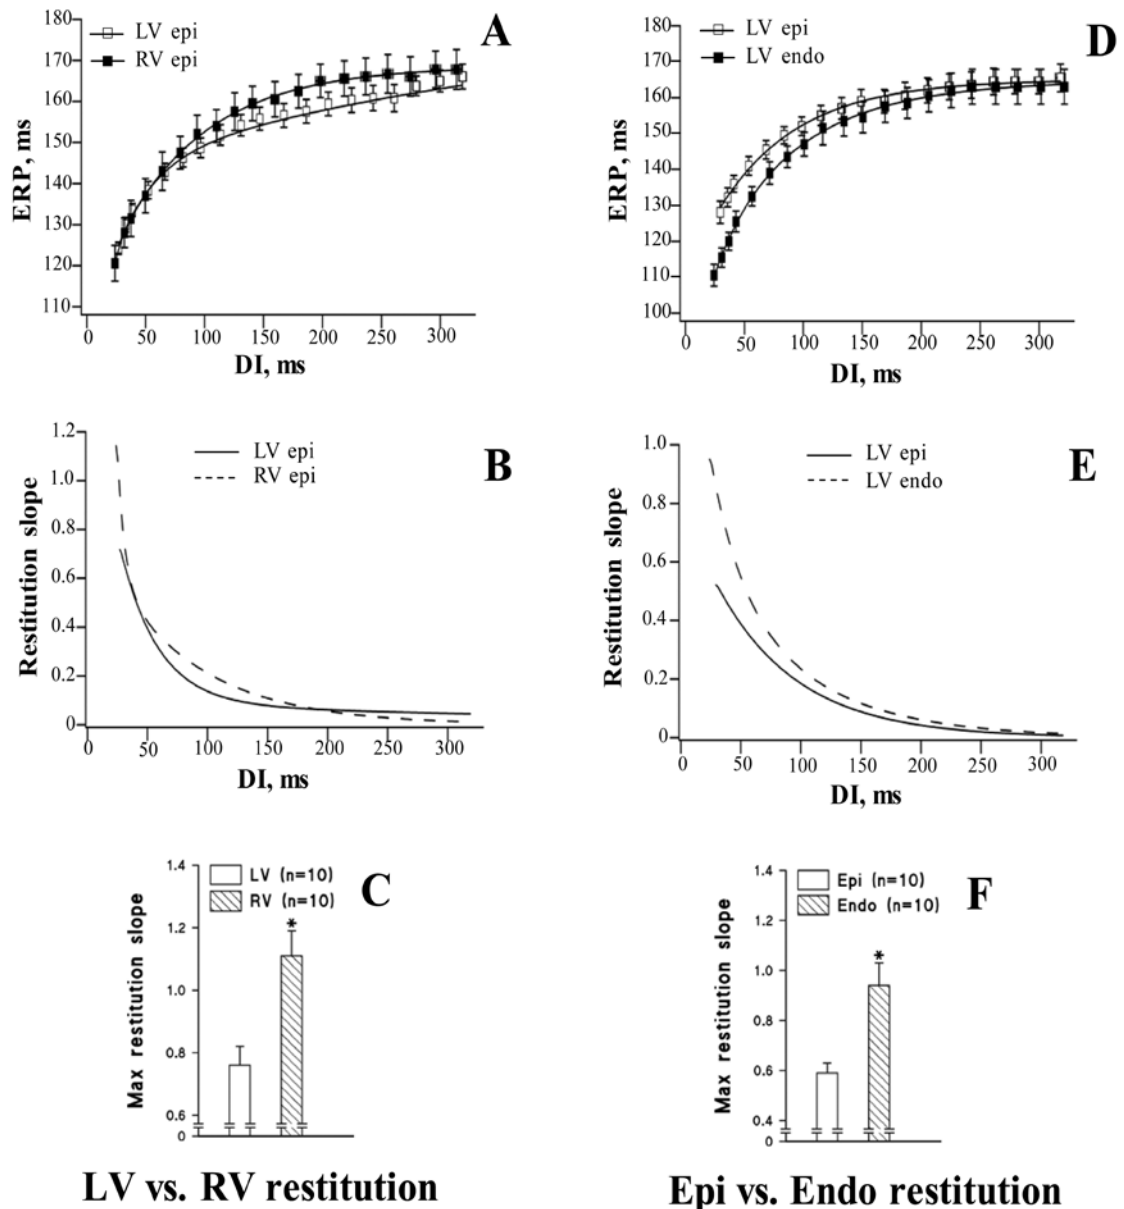 A
LV epi
RV epi
180
170
160
150
140
130
120
110
ERP, ms
0 50 100 150 200 250 300
DI, ms
D
LV epi
LV endo
180
170
160
150
140
130
120
110
100
ERP, ms
0 50 100 150 200 250 300
DI, ms
B
LV epi
RV epi
1.2
1.0
0.8
0.6
0.4
0.2
0
Restitution slope
0 50 100 150 200 250 300
DI, ms
E
LV epi
LV endo
1.0
0.8
0.6
0.4
0.2
0
Restitution slope
0 50 100 150 200 250 300
DI, ms
C
LV (n=10)
RV (n=10)
*
1.4
1.2
1.0
0.8
0.6
0
Max restitution slope
LV vs. RV restitution
F
Epi (n=10)
Endo (n=10)
*
1.4
1.2
1.0
0.8
0.6
0.4
0
Max restitution slope
Epi vs. Endo restitution